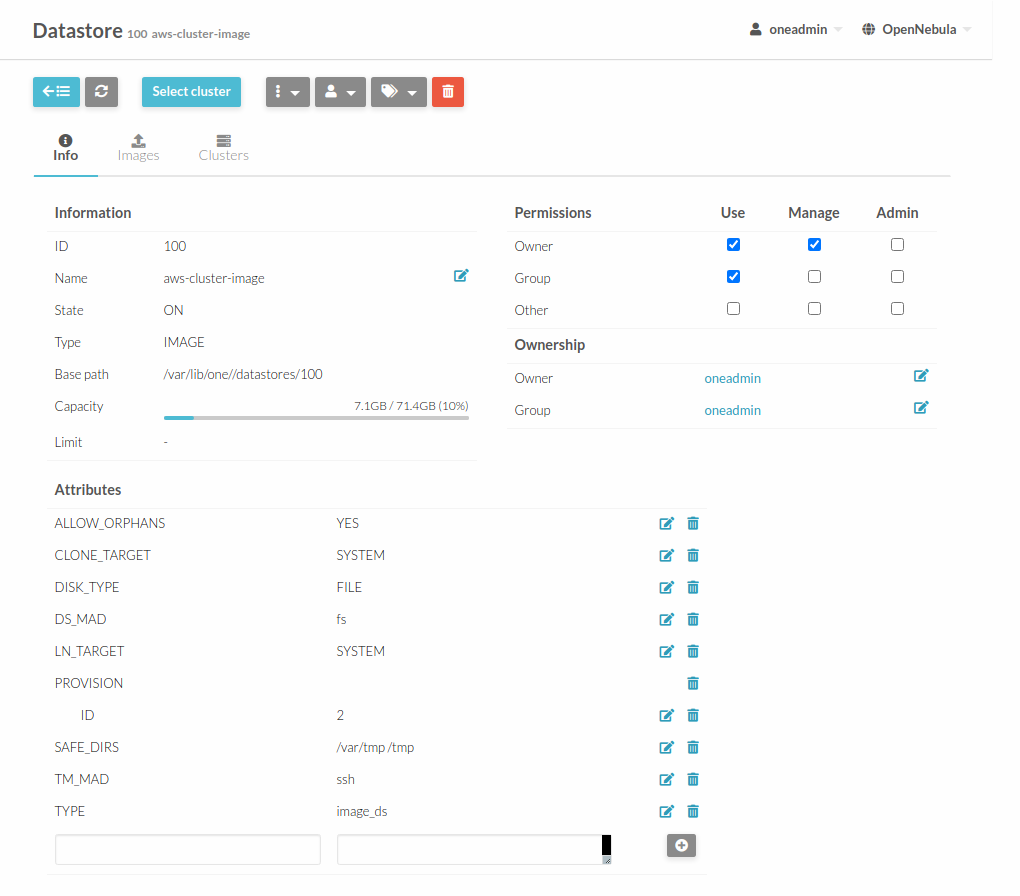 Datastore 100 aws-cluster-image
oneadmin
OpenNebula
Select cluster
Info
Images
Clusters
Information
ID 100
Name aws-cluster-image
State ON
Type IMAGE
Base path /var/lib/one//datastores/100
Capacity 7.1GB / 71.4GB (10%)
Limit -
Permissions Use Manage Admin
Owner
Group
Other
Ownership
Owner oneadmin
Group oneadmin
Attributes
ALLOW_ORPHANS YES
CLONE_TARGET SYSTEM
DISK_TYPE FILE
DS_MAD fs
LN_TARGET SYSTEM
PROVISION
ID 2
SAFE_DIRS /var/tmp /tmp
TM_MAD ssh
TYPE image_ds